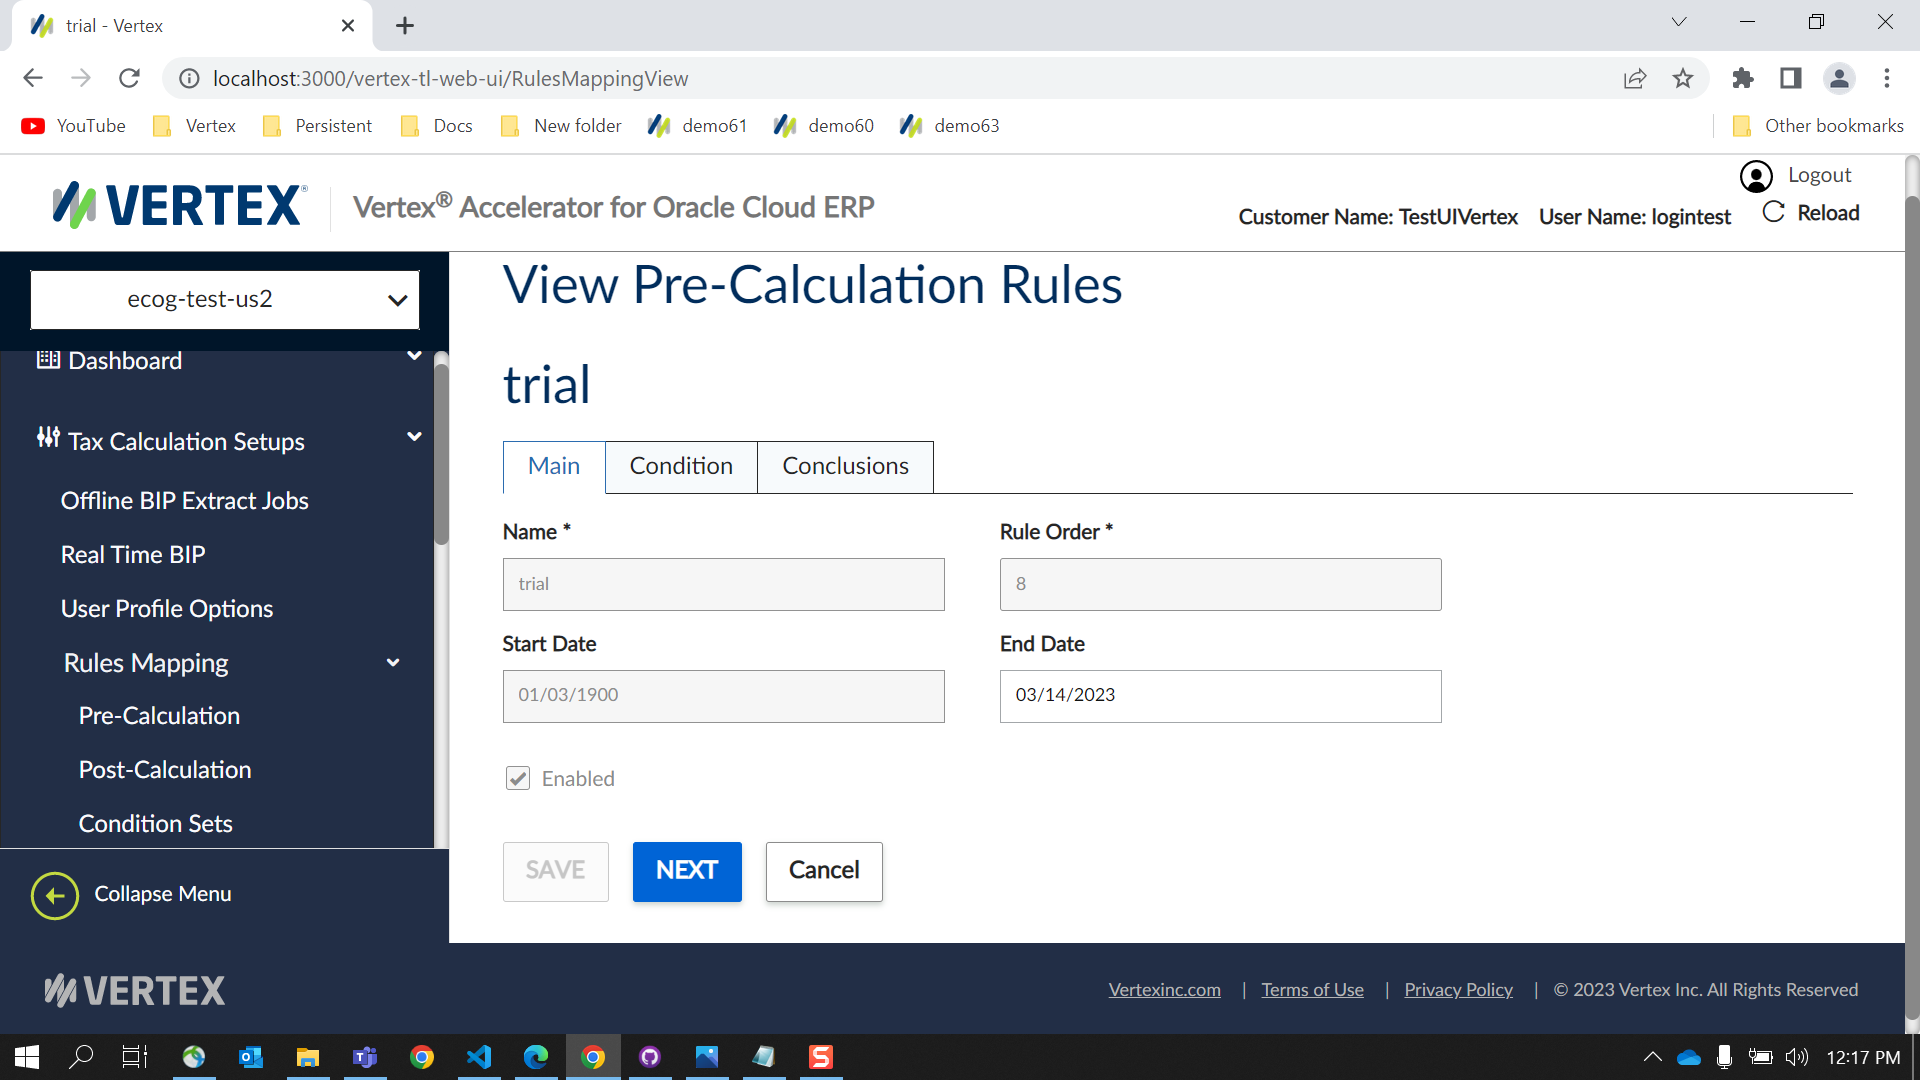 trial - Vertex
localhost:3000/vertex-tl-web-ui/RulesMappingView
YouTube Vertex Persistent Docs New folder demo61 demo60 demo63 Other bookmarks
VERTEX® Vertex® Accelerator for Oracle Cloud ERP
Logout
Customer Name: TestUIVertex User Name: logintest Reload
ecog-test-us2
Dashboard
Tax Calculation Setups
Offline BIP Extract Jobs
Real Time BIP
User Profile Options
Rules Mapping
Pre-Calculation
Post-Calculation
Condition Sets
Collapse Menu
View Pre-Calculation Rules
trial
Main Condition Conclusions
Name * Rule Order *
trial 8
Start Date End Date
01/03/1900 03/14/2023
Enabled
SAVE NEXT Cancel
VERTEX
Vertexinc.com | Terms of Use | Privacy Policy | © 2023 Vertex Inc. All Rights Reserved
12:17 PM